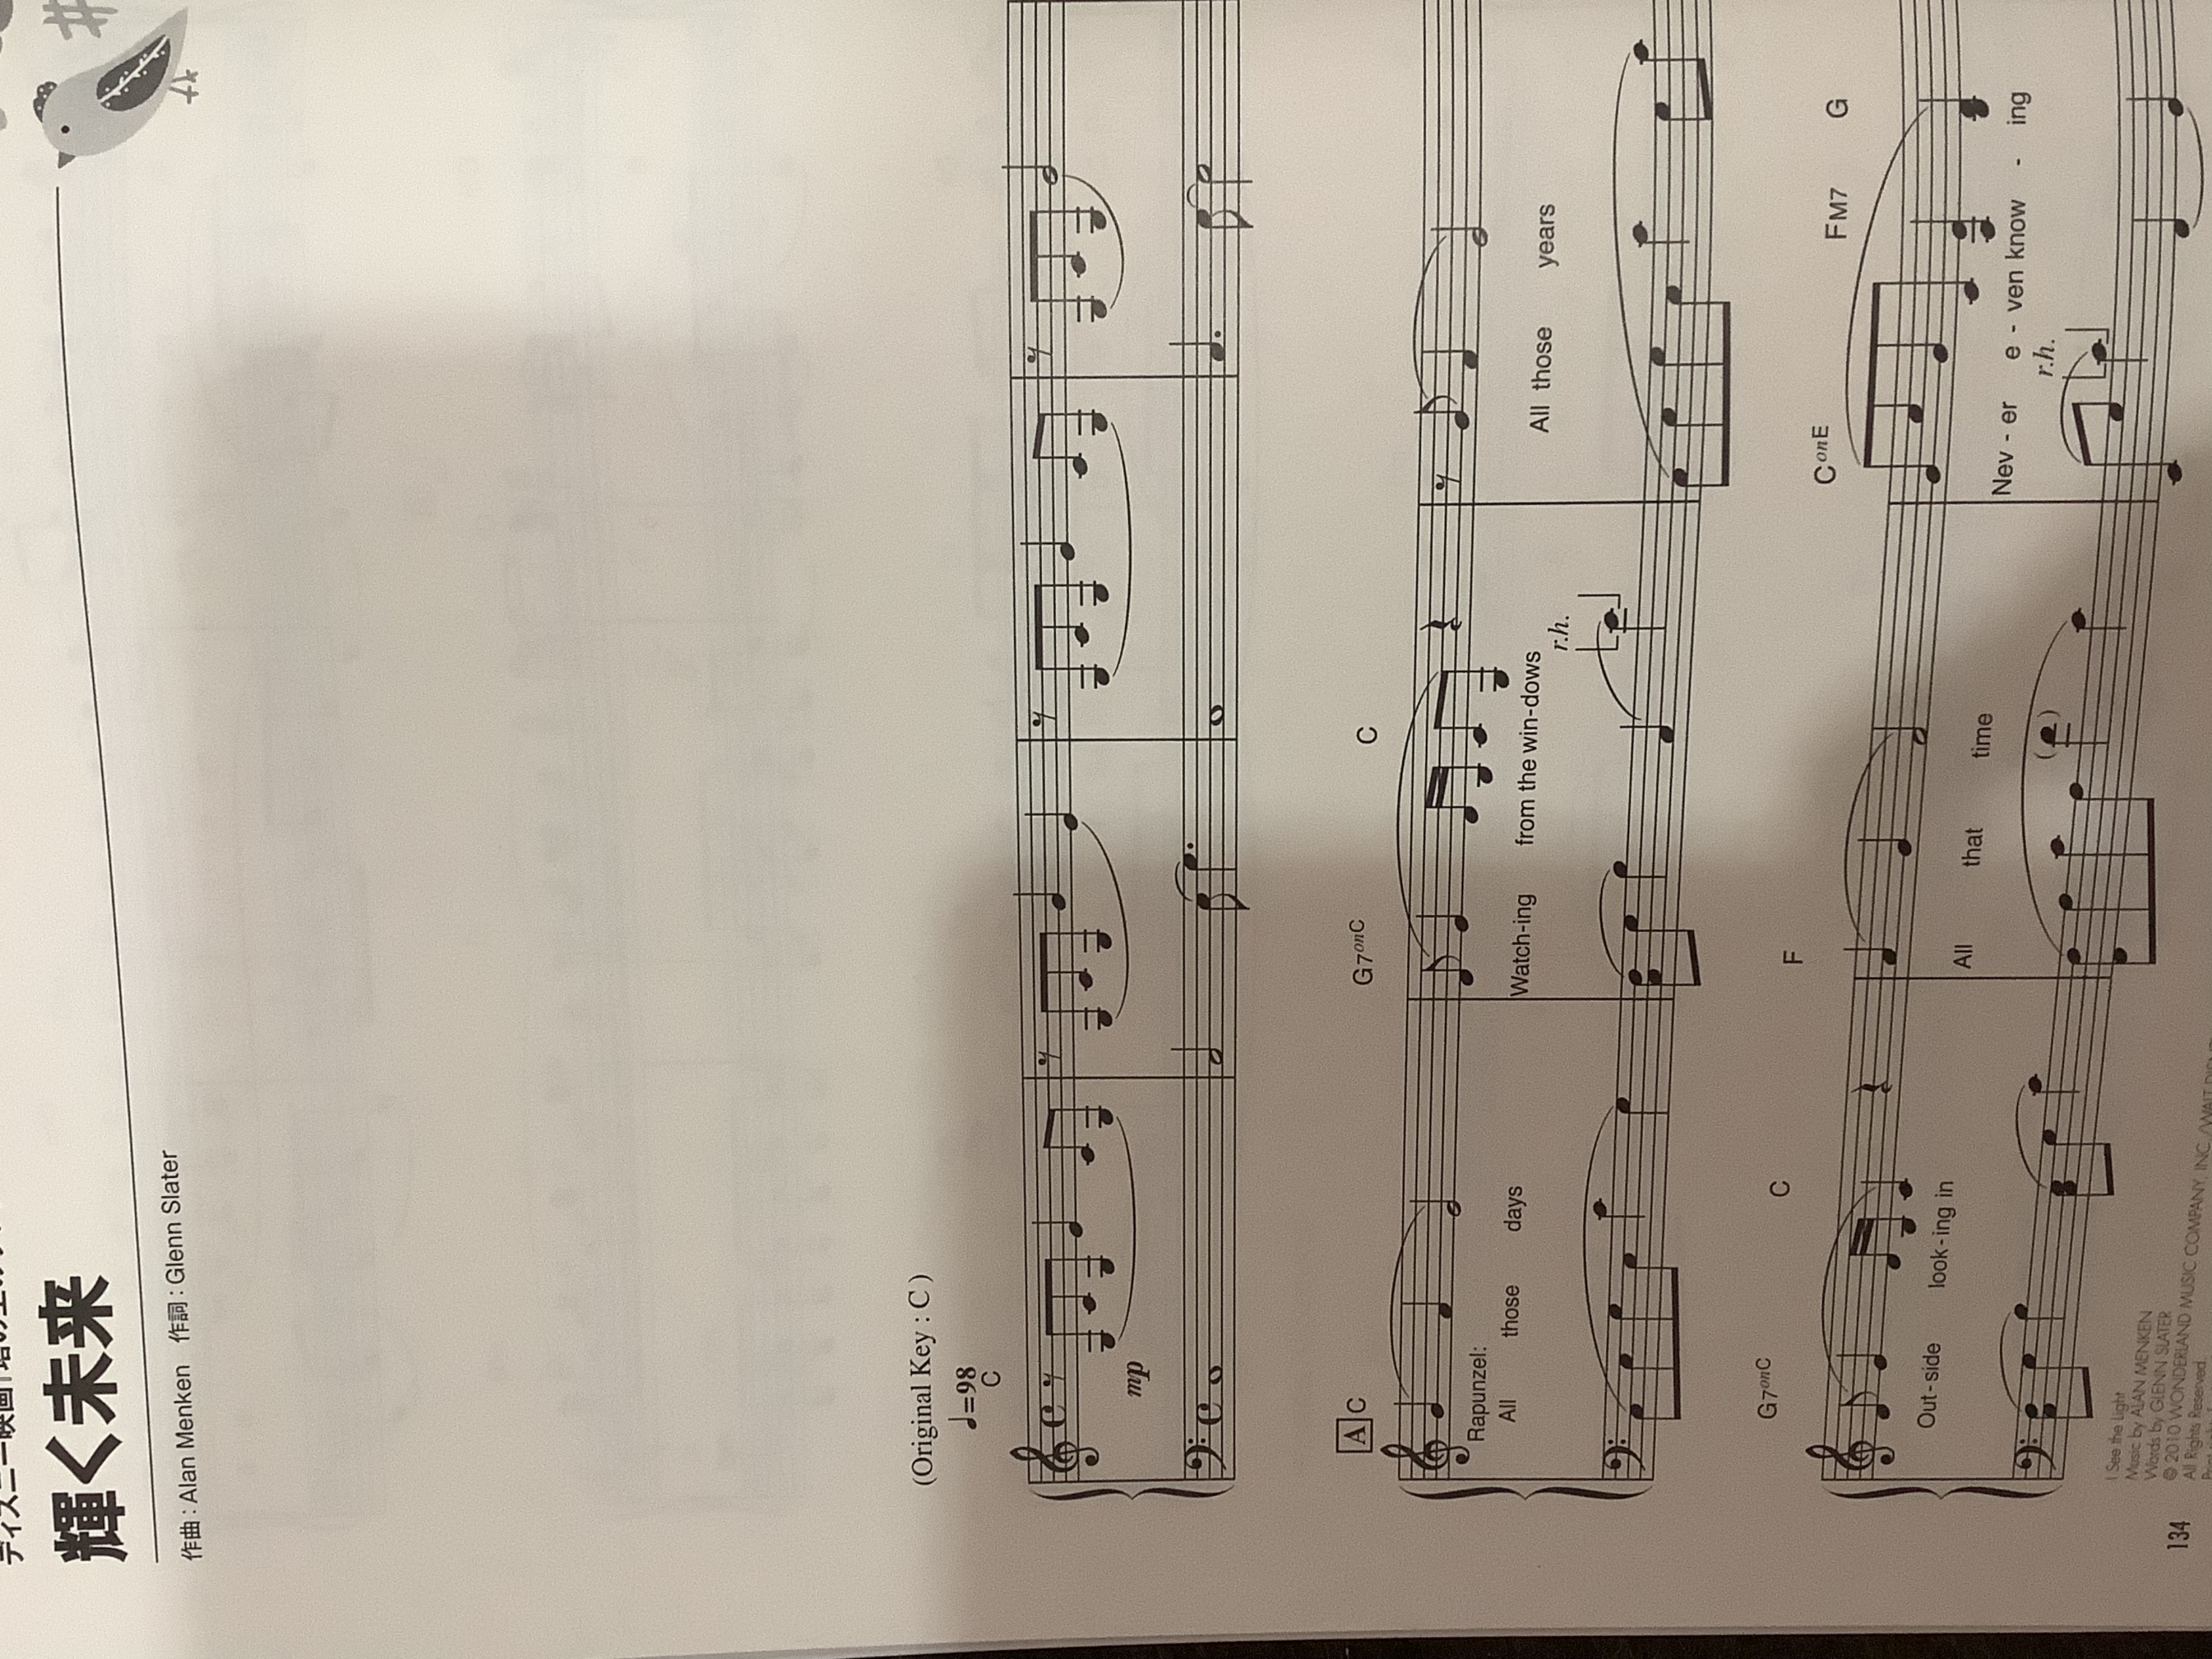 ディズニー映画「塔の上の
輝く未来
作曲：Alan Menken 作詞：Glenn Slater
(Original Key : C )
♩=98
C
mp
A C G7onC C
Rapunzel:
All those days Watch-ing from the win-dows All those years
r.h.
G7onC C F ConE FM7 G
Out-side look-ing in All that time Nev - er e - ven know - ing
r.h.
I See the Light
Music by ALAN MENKEN
Words by GLENN SLATER
© 2010 WONDERLAND MUSIC COMPANY, INC./WALT
All Rights Reserved.
134